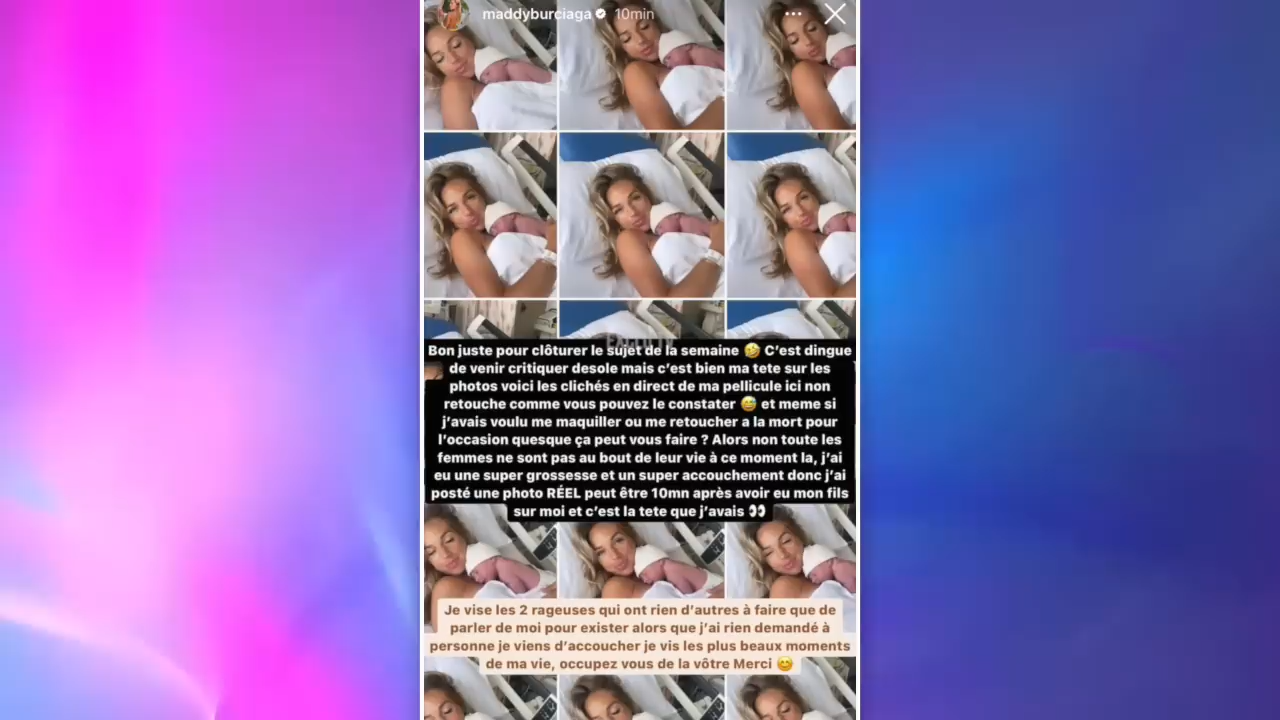 maddyburciaga 10min
Bon juste pour clôturer le sujet de la semaine 🤣 C'est dingue
de venir critiquer desole mais c'est bien ma tete sur les
photos voici les clichés en direct de ma pellicule ici non
retouche comme vous pouvez le constater 😅 et meme si
j'avais voulu me maquiller ou me retoucher a la mort pour
l'occasion quesque ça peut vous faire ? Alors non toute les
femmes ne sont pas au bout de leur vie à ce moment la, j'ai
eu une super grossesse et un super accouchement donc j'ai
posté une photo RÉEL peut être 10mn après avoir eu mon fils
sur moi et c'est la tete que j'avais 👀
Je vise les 2 rageuses qui ont rien d'autres à faire que de
parler de moi pour exister alors que j'ai rien demandé à
personne je viens d'accoucher je vis les plus beaux moments
de ma vie, occupez vous de la vôtre Merci 😊